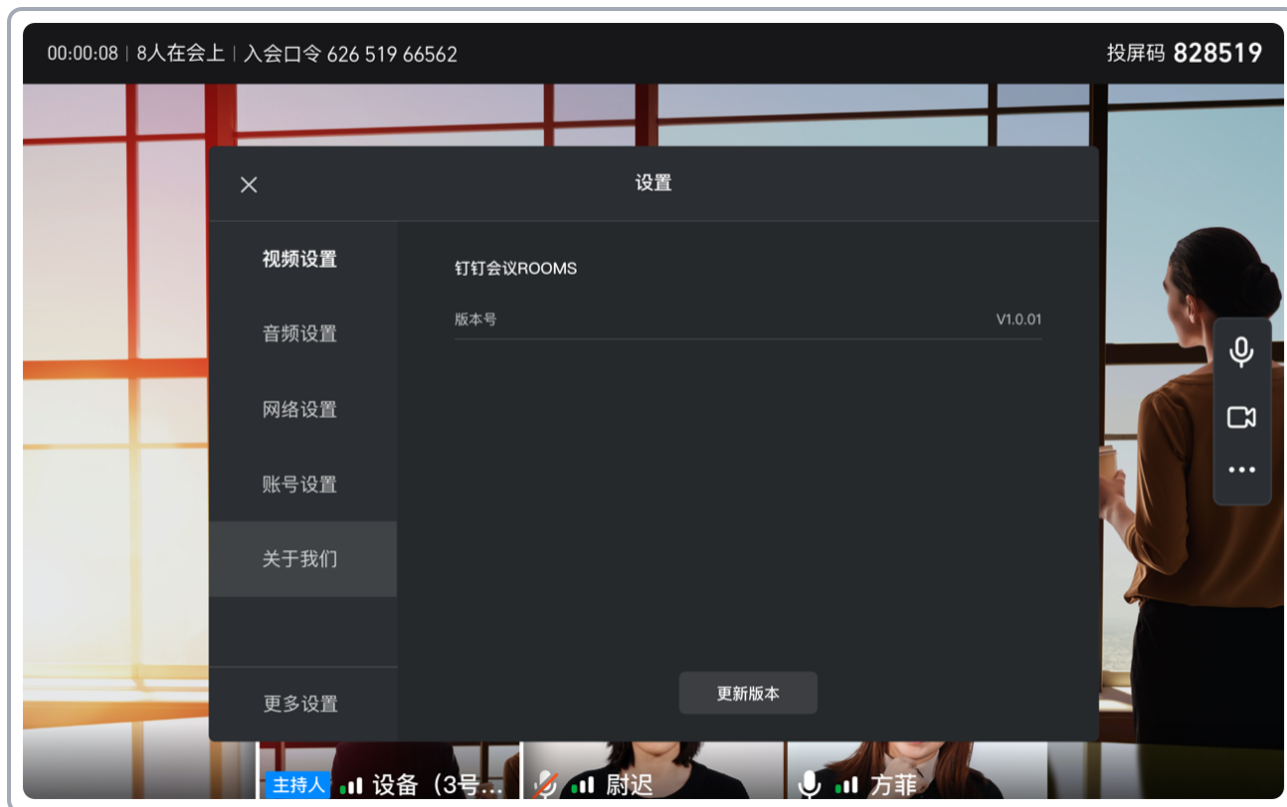 00:00:08 | 8人在会上 | 入会口令 626 519 66562
投屏码 828519
设置
视频设置
音频设置
网络设置
账号设置
关于我们
更多设置
钉钉会议ROOMS
版本号 V1.0.01
更新版本
主持人 设备（3号...
尉迟
方菲